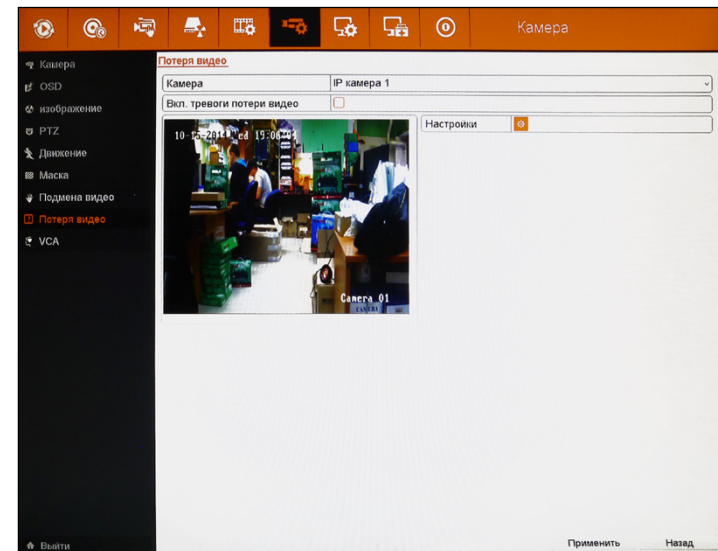 Камера
Камера
OSD
изображение
PTZ
Движение
Маска
Подмена видео
Потеря видео
VCA
Выйти
Потеря видео
Камера IP камера 1
Вкл. тревоги потери видео
Настройки
Camera 01
CAMERA
Применить Назад